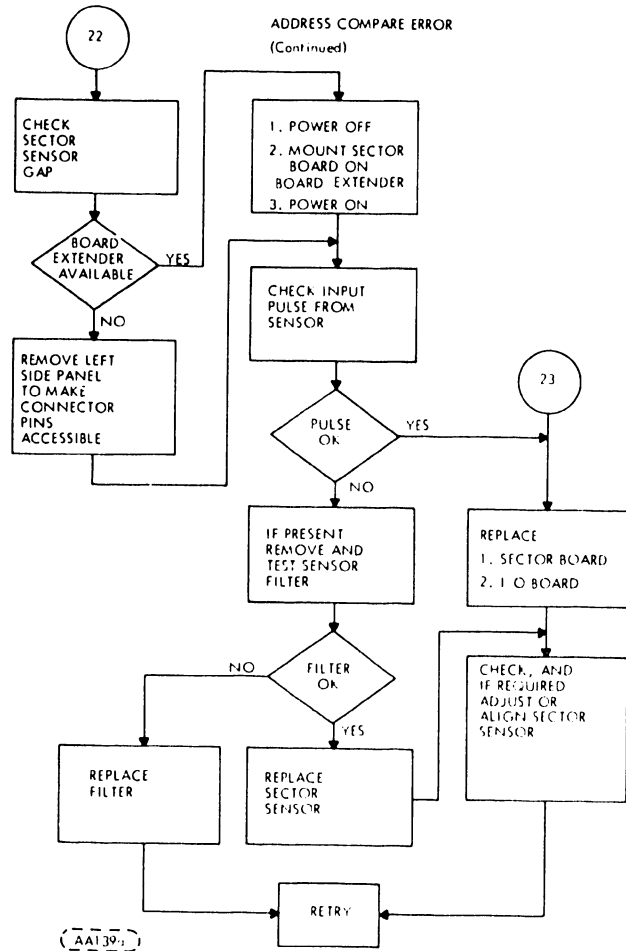 ADDRESS COMPARE ERROR
(Continued)
22
CHECK
SECTOR
SENSOR
GAP
BOARD
EXTENDER
AVAILABLE
YES
NO
REMOVE LEFT
SIDE PANEL
TO MAKE
CONNECTOR
PINS
ACCESSIBLE
1. POWER OFF
2. MOUNT SECTOR
BOARD ON
BOARD EXTENDER
3. POWER ON
CHECK INPUT
PULSE FROM
SENSOR
PULSE
OK
YES
NO
IF PRESENT
REMOVE AND
TEST SENSOR
FILTER
FILTER
OK
NO
YES
REPLACE
FILTER
REPLACE
SECTOR
SENSOR
23
REPLACE
1. SECTOR BOARD
2. I O BOARD
CHECK, AND
IF REQUIRED
ADJUST OR
ALIGN SECTOR
SENSOR
RETRY